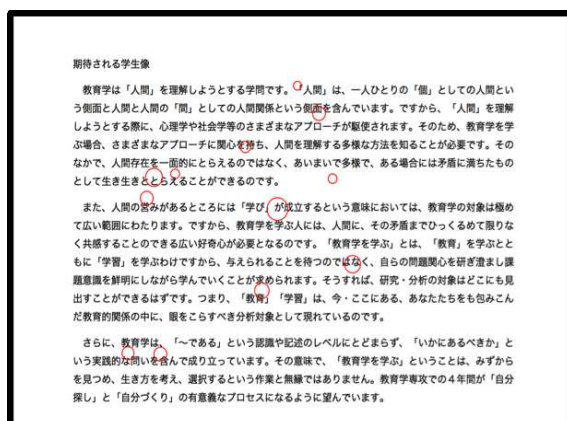 期待される学生像
教育学は「人間」を理解しようとする学問です。「人間」は、一人ひとりの「個」としての人間とい
う側面と人間と人間の「間」としての人間関係という側面を含んでいます。ですから、「人間」を理解
しようとする際に、心理学や社会学等のさまざまなアプローチが駆使されます。そのため、教育学を学
ぶ場合、さまざまなアプローチに関心を持ち、人間を理解する多様な方法を知ることが必要です。その
なかで、人間存在を一面的にとらえるのではなく、あいまいで多様で、ある場合には矛盾に満ちたもの
として生き生きととらえることができるのです。
また、人間の営みがあるところには「学び」が成立するという意味においては、教育学の対象は極め
て広い範囲にわたります。ですから、教育学を学ぶ人には、人間に、その矛盾までひっくるめて限りな
く共感することのできる広い好奇心が必要となるのです。「教育学を学ぶ」とは、「教育」を学ぶとと
もに「学習」を学ぶわけですから、与えられることを待つのではなく、自らの問題関心を研ぎ澄まし課
題意識を鮮明にしながら学んでいくことが求められます。そうすれば、研究・分析の対象はどこにも見
出すことができるはずです。つまり、「教育」「学習」は、今・ここにある、あなたたちをも包みこん
だ教育的関係の中に、眼をこらすべき分析対象として現れているのです。
さらに、教育学は、「～である」という認識や記述のレベルにとどまらず、「いかにあるべきか」と
いう実践的な問いを含んで成り立っています。その意味で、「教育学を学ぶ」ということは、みずから
を見つめ、生き方を考え、選択するという作業と無縁ではありません。教育学専攻での４年間が「自分
探し」と「自分づくり」の有意義なプロセスになるように望んでいます。